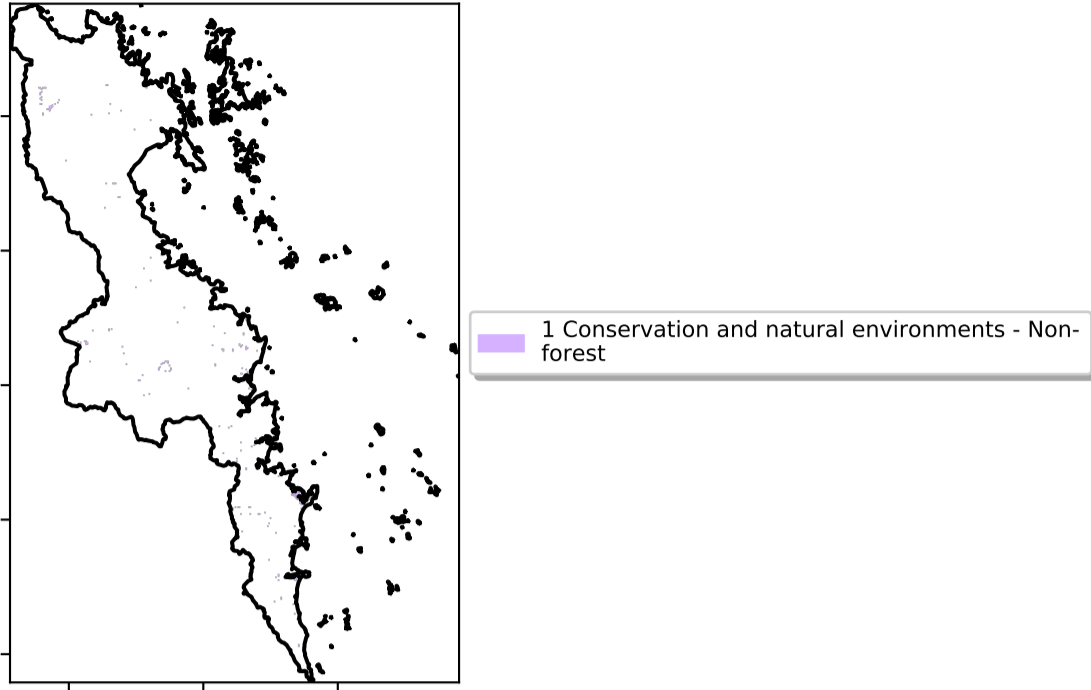 1 Conservation and natural environments - Non-
forest